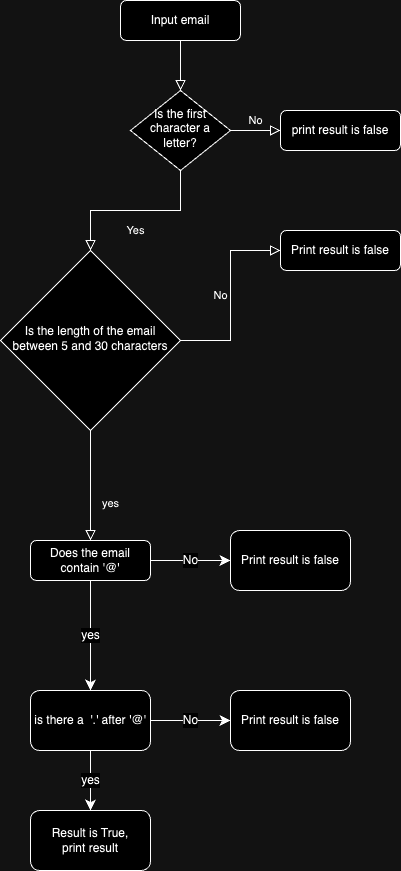 Input email
Is the first
character a
letter?
No
print result is false
Yes
Print result is false
No
Is the length of the email
between 5 and 30 characters
yes
Does the email
contain '@'
No
Print result is false
yes
is there a '.' after '@'
No
Print result is false
yes
Result is True,
print result